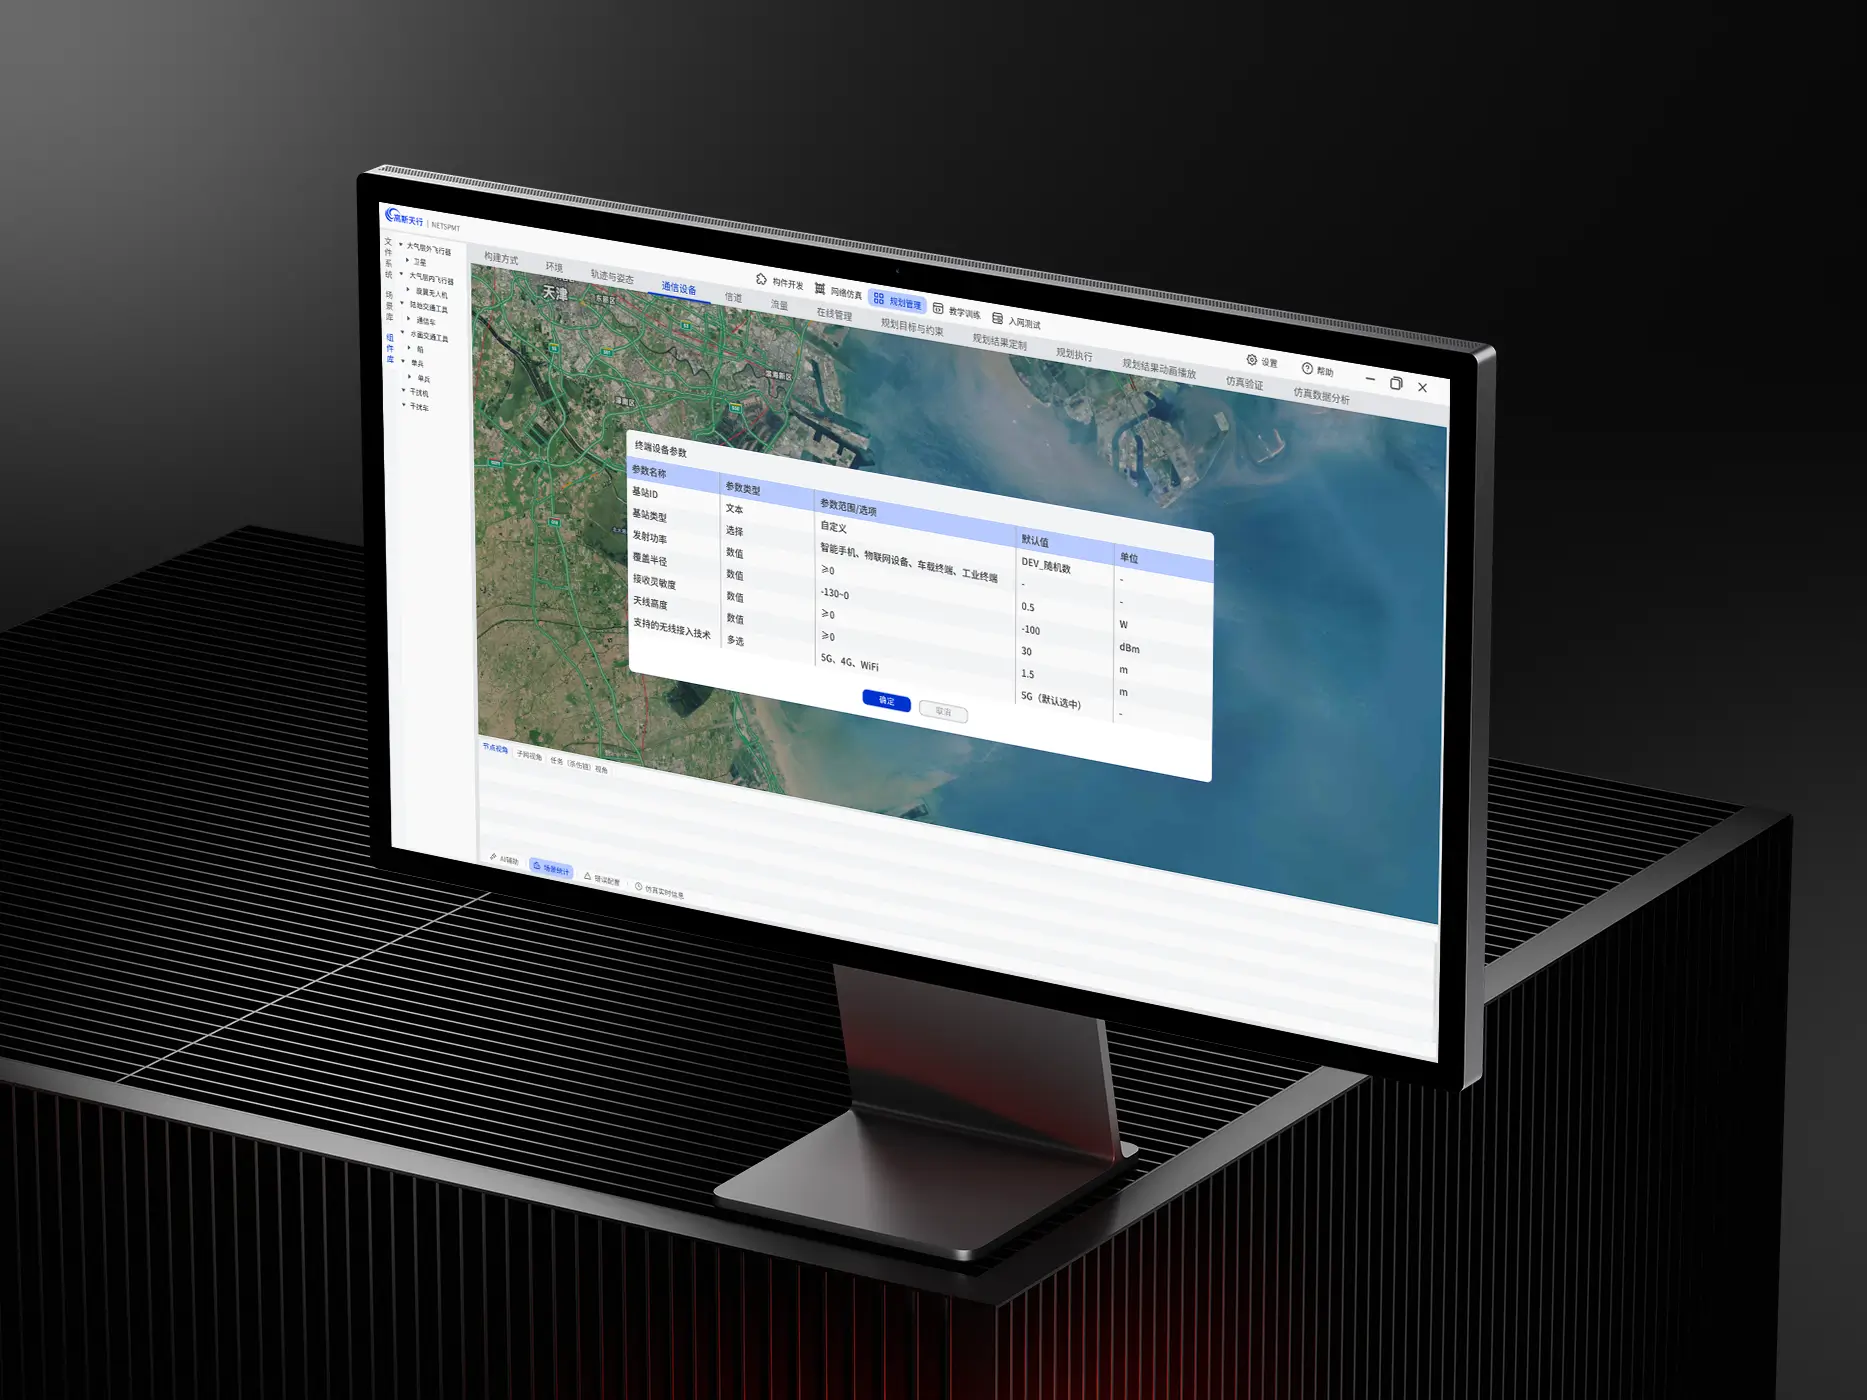 高斯天行 | NETSPMT
构件开发 网络仿真 规划管理 教学训练 入网测试
设置 帮助
构建方式 环境 轨迹与姿态 通信设备 信道 流量 在线管理 规划目标与约束 规划结果定制 规划执行 规划结果动画播放 仿真验证 仿真数据分析
文件系统
场景库
组件库
大气层外飞行器
卫星
大气层内飞行器
旋翼无人机
陆地交通工具
通信车
水面交通工具
船
单兵
单兵
干扰机
干扰车
天津
东丽区
滨海新区
津南区
终端设备参数
参数名称 参数类型 参数范围/选项 默认值 单位
基站ID 文本 自定义 DEV_随机数 -
基站类型 选择 智能手机、物联网设备、车载终端、工业终端 - -
发射功率 数值 ≥0 0.5 W
覆盖半径 数值 -130~0 -100 dBm
接收灵敏度 数值 ≥0 30 m
天线高度 数值 ≥0 1.5 m
支持的无线接入技术 多选 5G、4G、WiFi 5G（默认选中） -
确定 取消
节点视角 子网视角 任务（杀伤链）视角
AI辅助 场景统计 错误配置 仿真实时信息